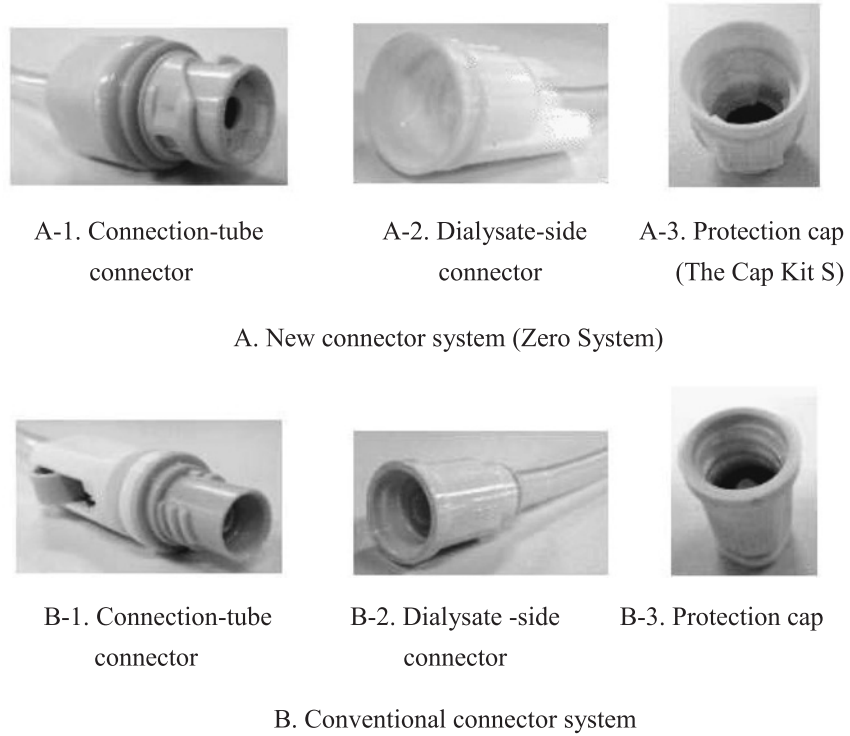 A-1. Connection-tube connector
A-2. Dialysate-side connector
A-3. Protection cap (The Cap Kit S)
A. New connector system (Zero System)
B-1. Connection-tube connector
B-2. Dialysate -side connector
B-3. Protection cap
B. Conventional connector system